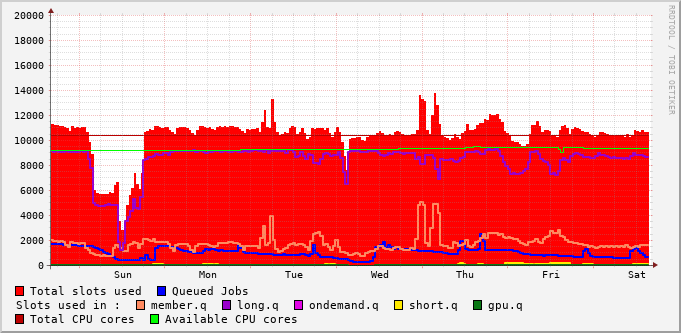 RRDTOOL / TOBI OETIKER
20000
18000
16000
14000
12000
10000
8000
6000
4000
2000
0
Sun Mon Tue Wed Thu Fri Sat
Total slots used Queued Jobs
Slots used in : member.q long.q ondemand.q short.q gpu.q
Total CPU cores Available CPU cores